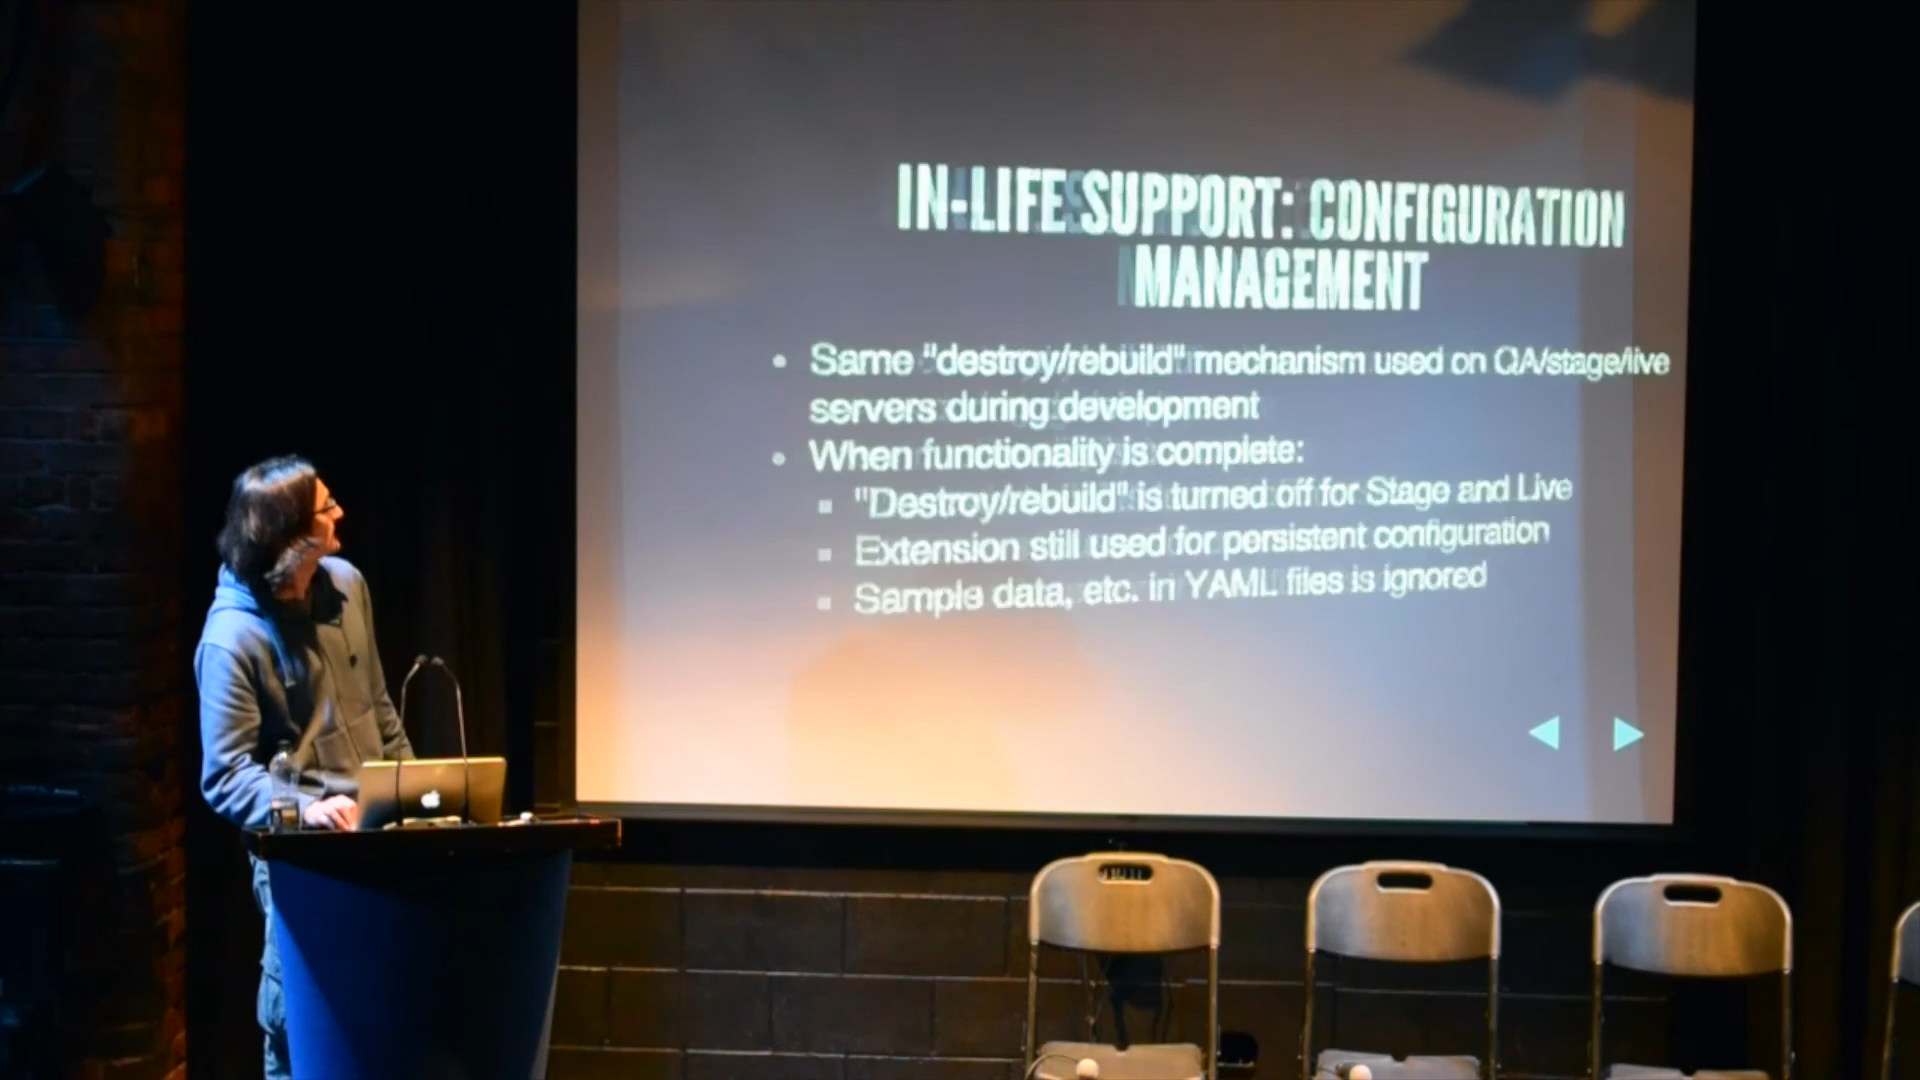 IN-LIFE SUPPORT: CONFIGURATION
MANAGEMENT
Same "destroy/rebuild" mechanism used on QA/stage/live
servers during development
When functionality is complete:
"Destroy/rebuild" is turned off for Stage and Live
Extension still used for persistent configuration
Sample data, etc. in YAML files is ignored